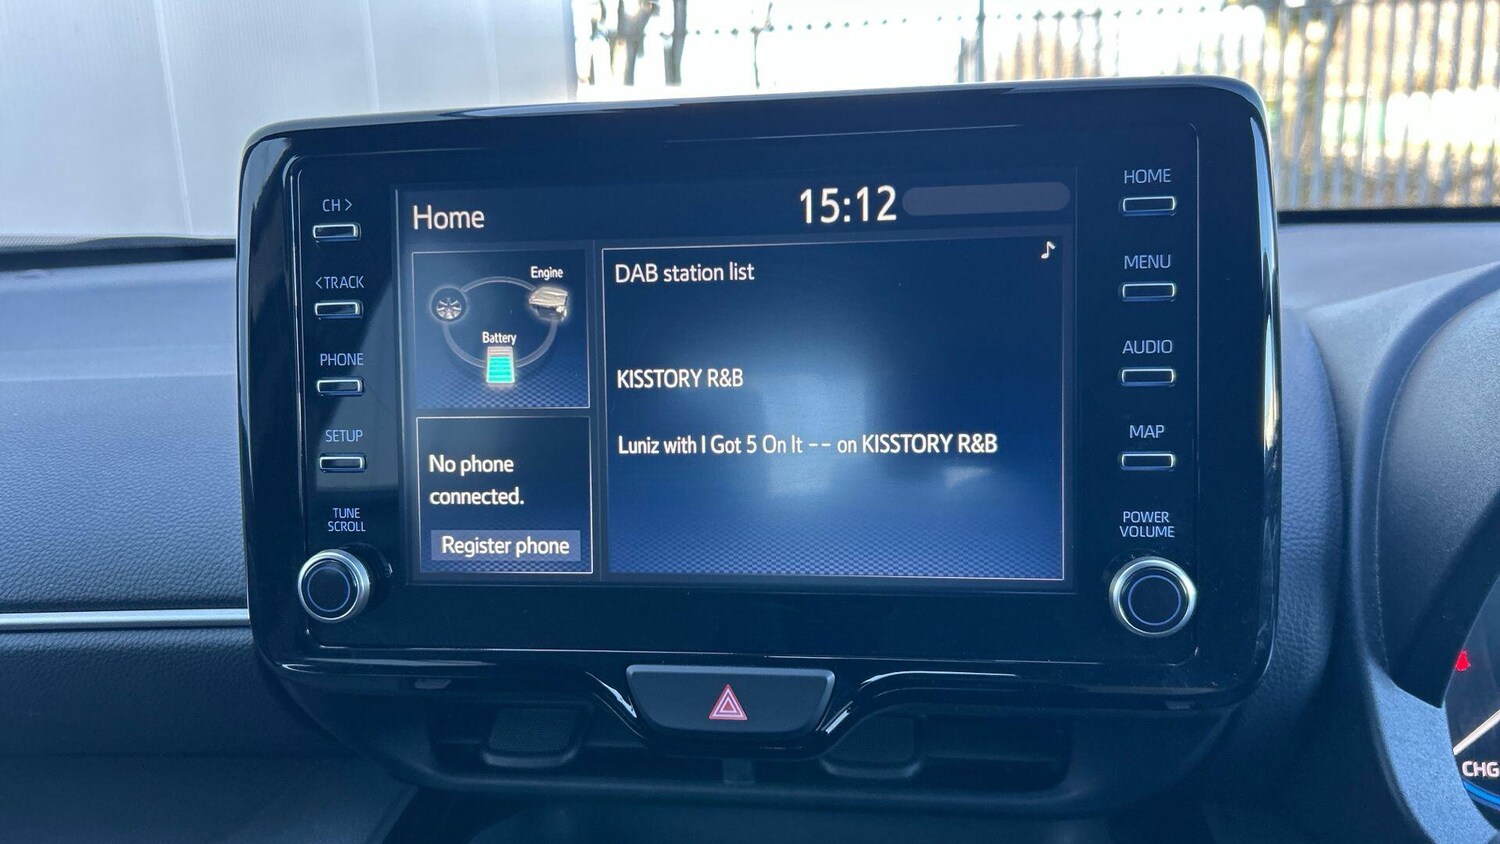 CH >
<TRACK
PHONE
SETUP
TUNE
SCROLL
Home
15:12
Engine
Battery
No phone
connected.
Register phone
DAB station list
KISSTORY R&B
Luniz with I Got 5 On It -- on KISSTORY R&B
HOME
MENU
AUDIO
MAP
POWER
VOLUME
CHG